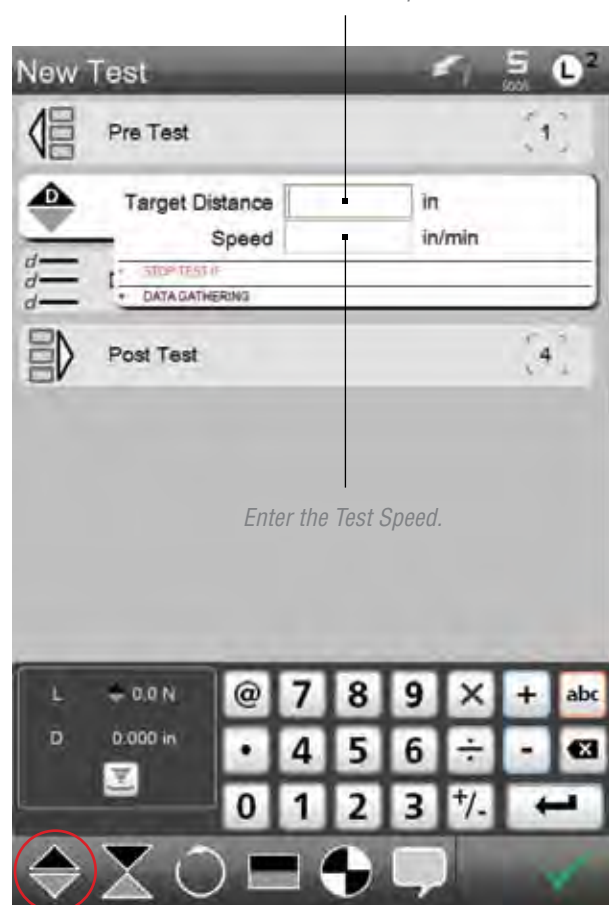 New Test
5
500S
L 2
Pre Test
1
D
Target Distance
in
Speed
in/min
d
d
d
STOP TEST IF
DATA GATHERING
Post Test
4
Enter the Test Speed.
L 0.0 N
D 0.000 in
@ 7 8 9 × + abc
• 4 5 6 ÷ -
0 1 2 3 +/-